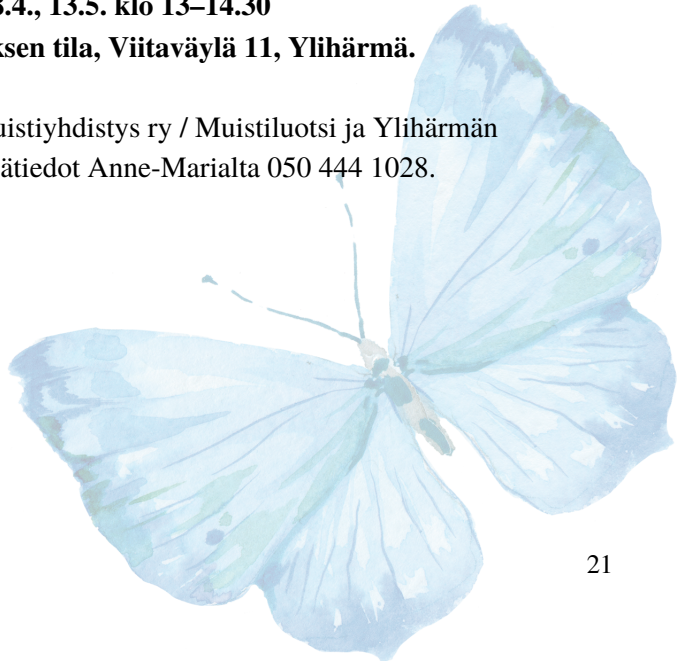 3.4., 13.5. klo 13–14.30
ksen tila, Viitaväylä 11, Ylihärmä.
uistiyhdistys ry / Muistiluotsi ja Ylihärmän
ätiedot Anne-Marialta 050 444 1028.
21